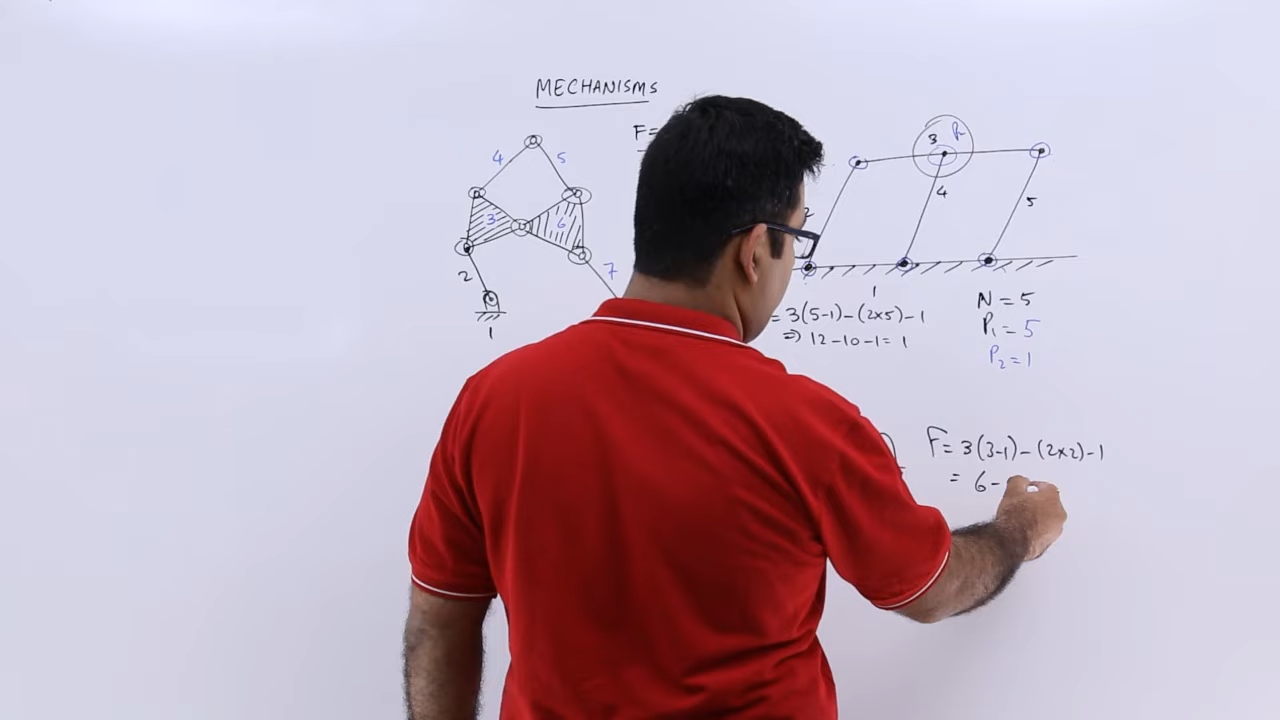 MECHANISMS
F=
4 5
3 6
2 7
1
3 P
4
2 5
1
= 3(5-1)-(2×5)-1
⇒ 12-10-1=1
N=5
P₁=5
P₂=1
F= 3(3-1)-(2×2)-1
= 6-